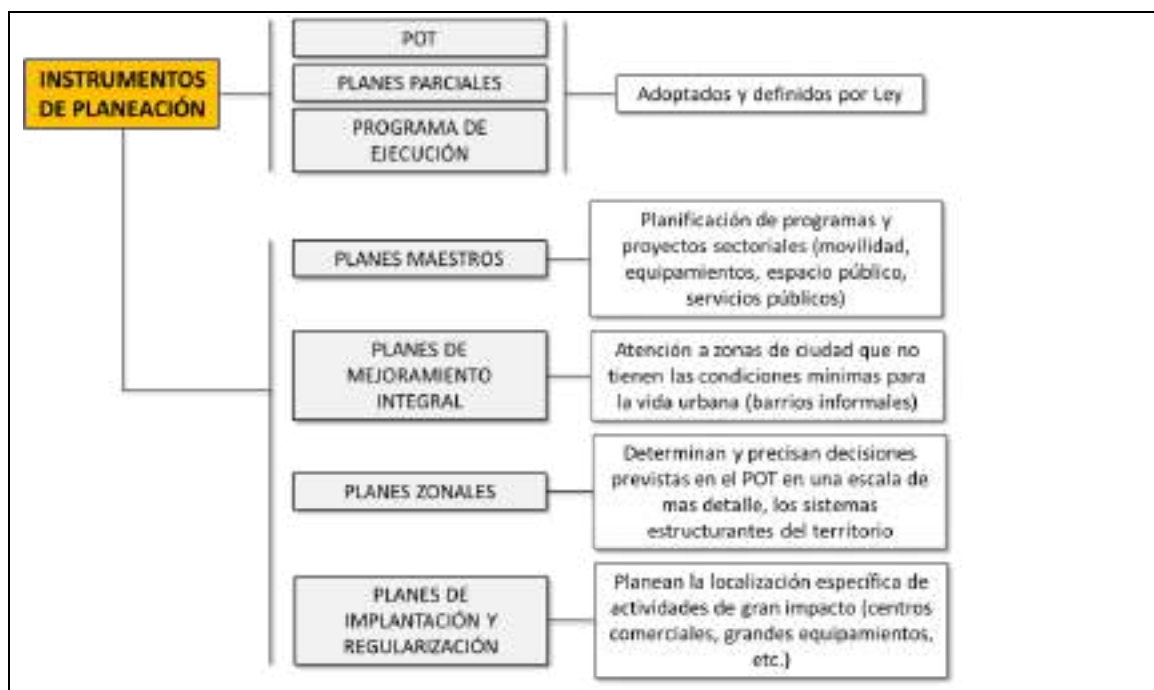 INSTRUMENTOS
DE PLANEACIÓN
POT
PLANES PARCIALES
PROGRAMA DE
EJECUCIÓN
Adoptados y definidos por Ley
PLANES MAESTROS
Planificación de programas y
proyectos sectoriales (movilidad,
equipamientos, espacio público,
servicios públicos)
PLANES DE
MEJORAMIENTO
INTEGRAL
Atención a zonas de ciudad que no
tienen las condiciones mínimas para
la vida urbana (barrios informales)
PLANES ZONALES
Determinan y precisan decisiones
previstas en el POT en una escala de
mas detalle, los sistemas
estructurantes del territorio
PLANES DE
IMPLANTACIÓN Y
REGULARIZACIÓN
Planean la localización específica de
actividades de gran impacto (centros
comerciales, grandes equipamientos,
etc.)